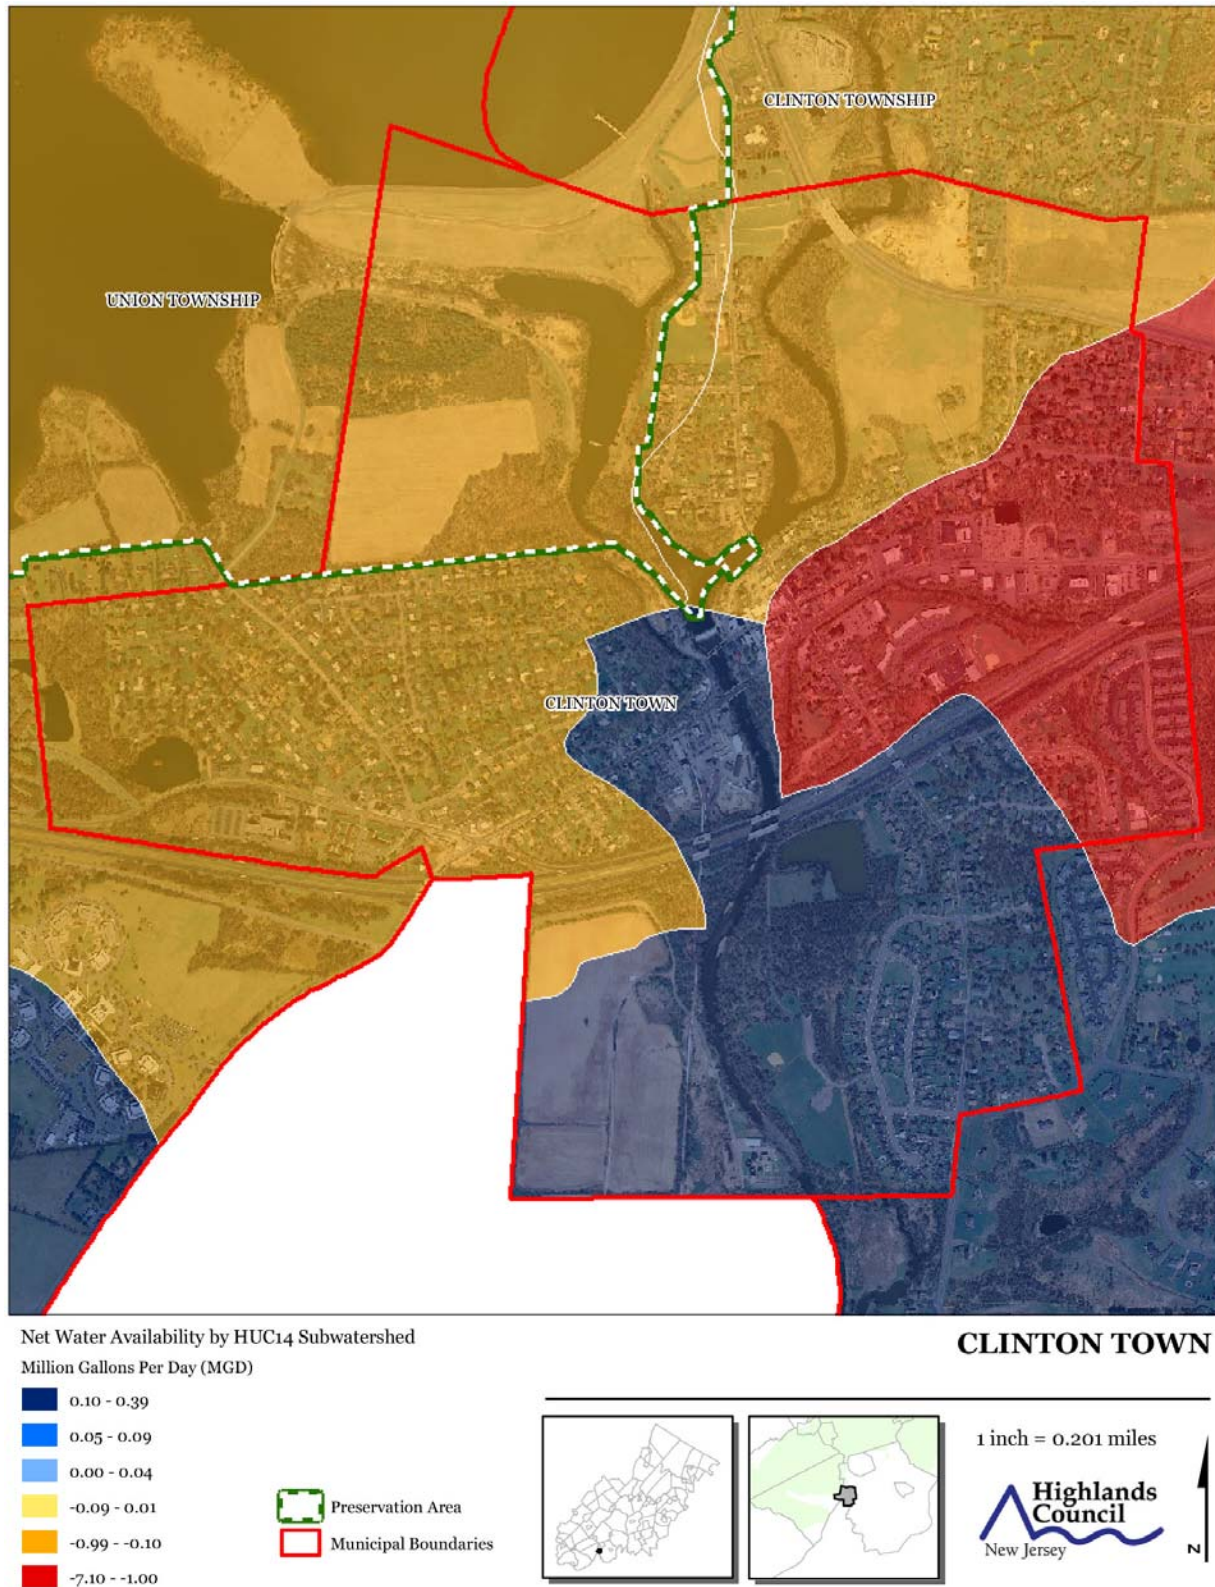 CLINTON TOWNSHIP
UNION TOWNSHIP
CLINTON TOWN
Net Water Availability by HUC14 Subwatershed
Million Gallons Per Day (MGD)
0.10 - 0.39
0.05 - 0.09
0.00 - 0.04
-0.09 - 0.01
-0.99 - -0.10
-7.10 - -1.00
Preservation Area
Municipal Boundaries
CLINTON TOWN
1 inch = 0.201 miles
Highlands
Council
New Jersey
N